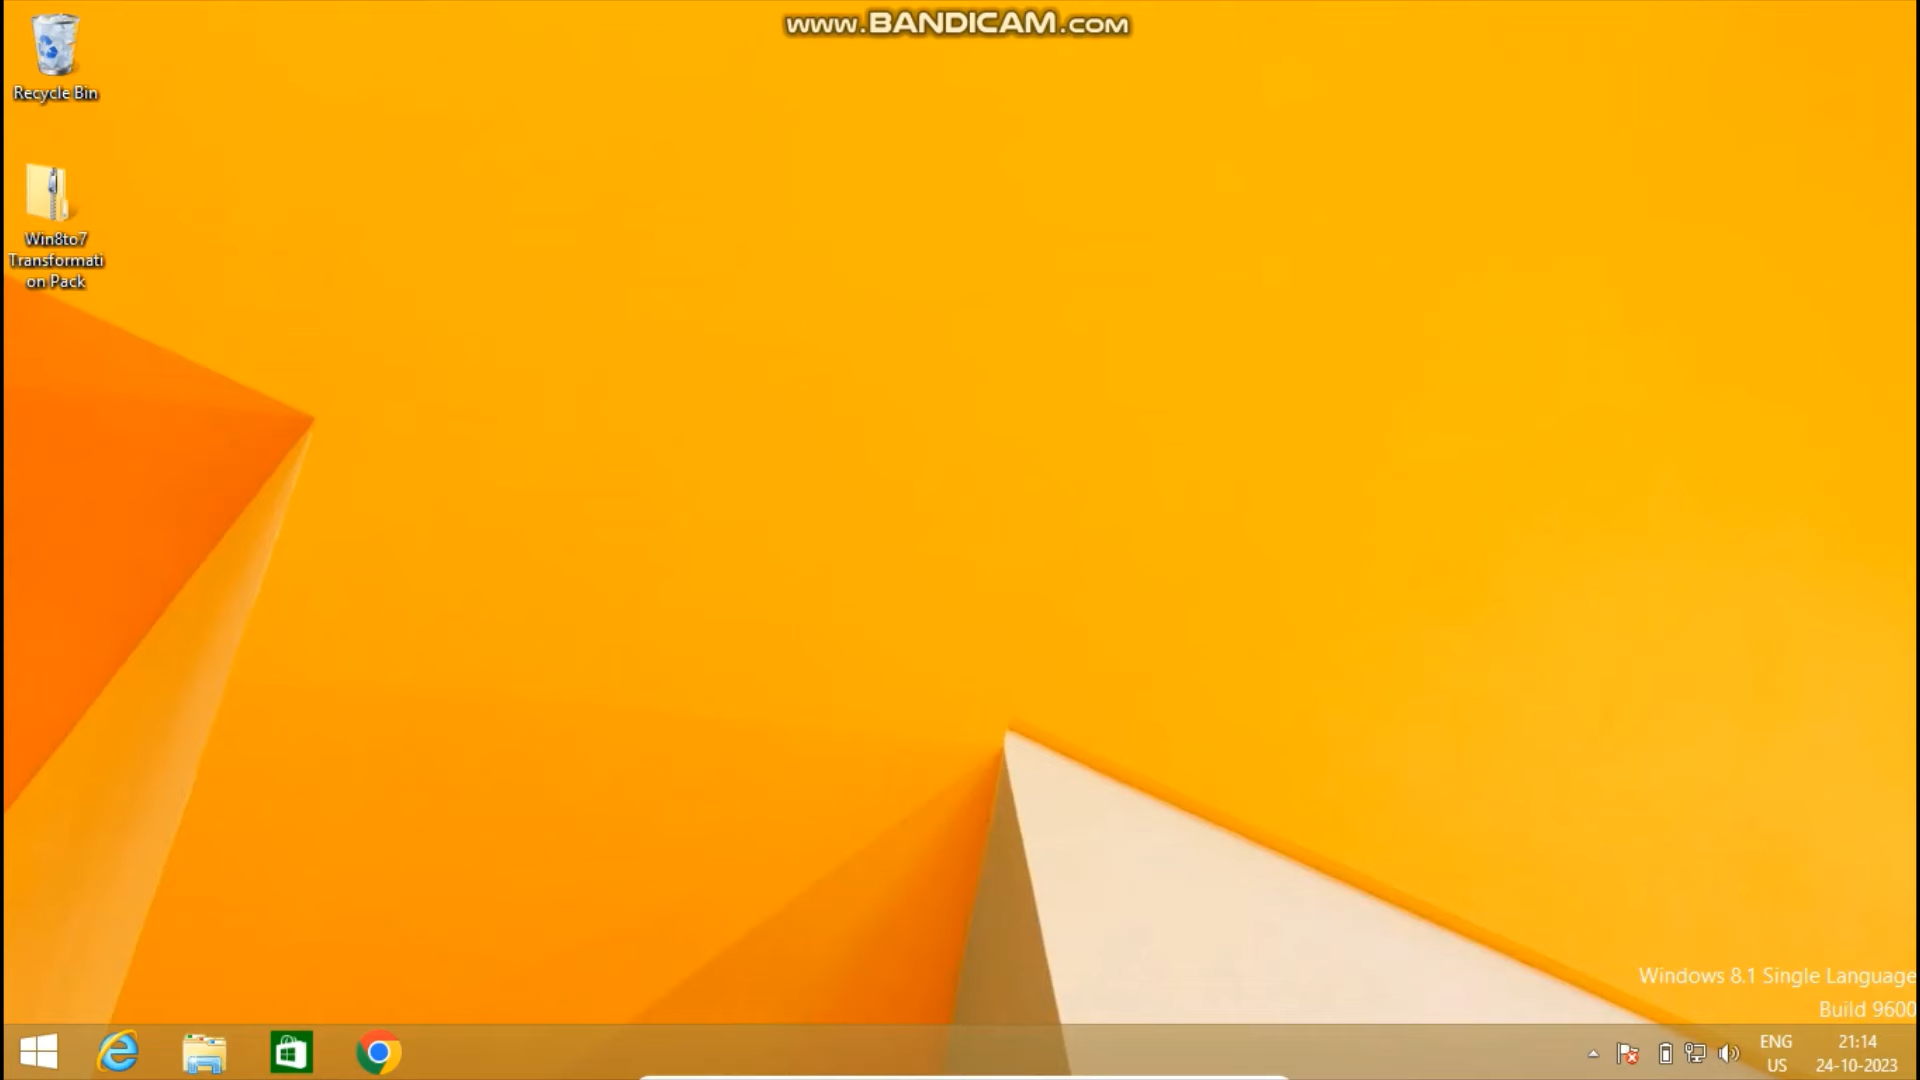 www.BANDICAM.com
Recycle Bin
Win8to7
Transformati
on Pack
Windows 8.1 Single Language
Build 9600
ENG
US
21:14
24-10-2023